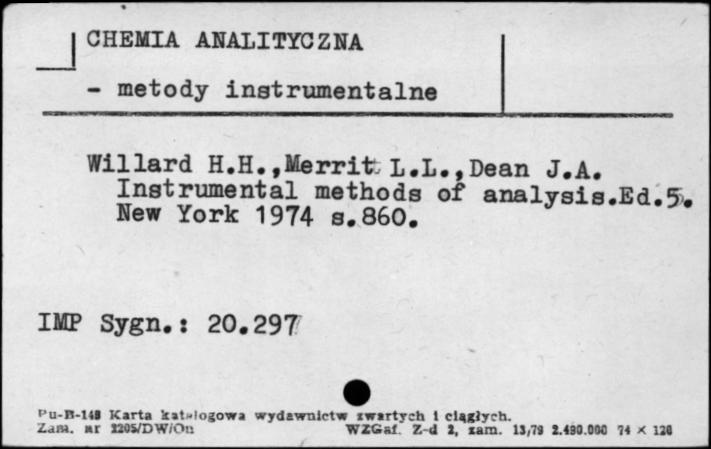 CHEMIA ANALITYCZNA
- metody instrumentalne
Willard H.H.,Merritt L.L.,Dean J.A.
Instrumental methods of analysis.Ed.5.
New York 1974 s.860.
IMP Sygn.: 20.297
Pu-B-148 Karta katalogowa wydawnictw zwartych i ciągłych.
Zam. nr 2205/DW/On WZGraf. Z-d 2, zam. 13/79 2.490.000 74 × 126